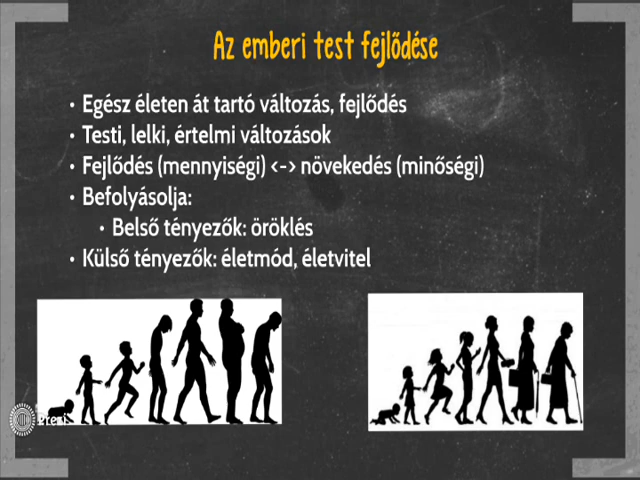 Az emberi test fejlődése
• Egész életen át tartó változás, fejlődés
• Testi, lelki, értelmi változások
• Fejlődés (mennyiségi) <-> növekedés (minőségi)
• Befolyásolja:
• Belső tényezők: öröklés
• Külső tényezők: életmód, életvitel
Prezi